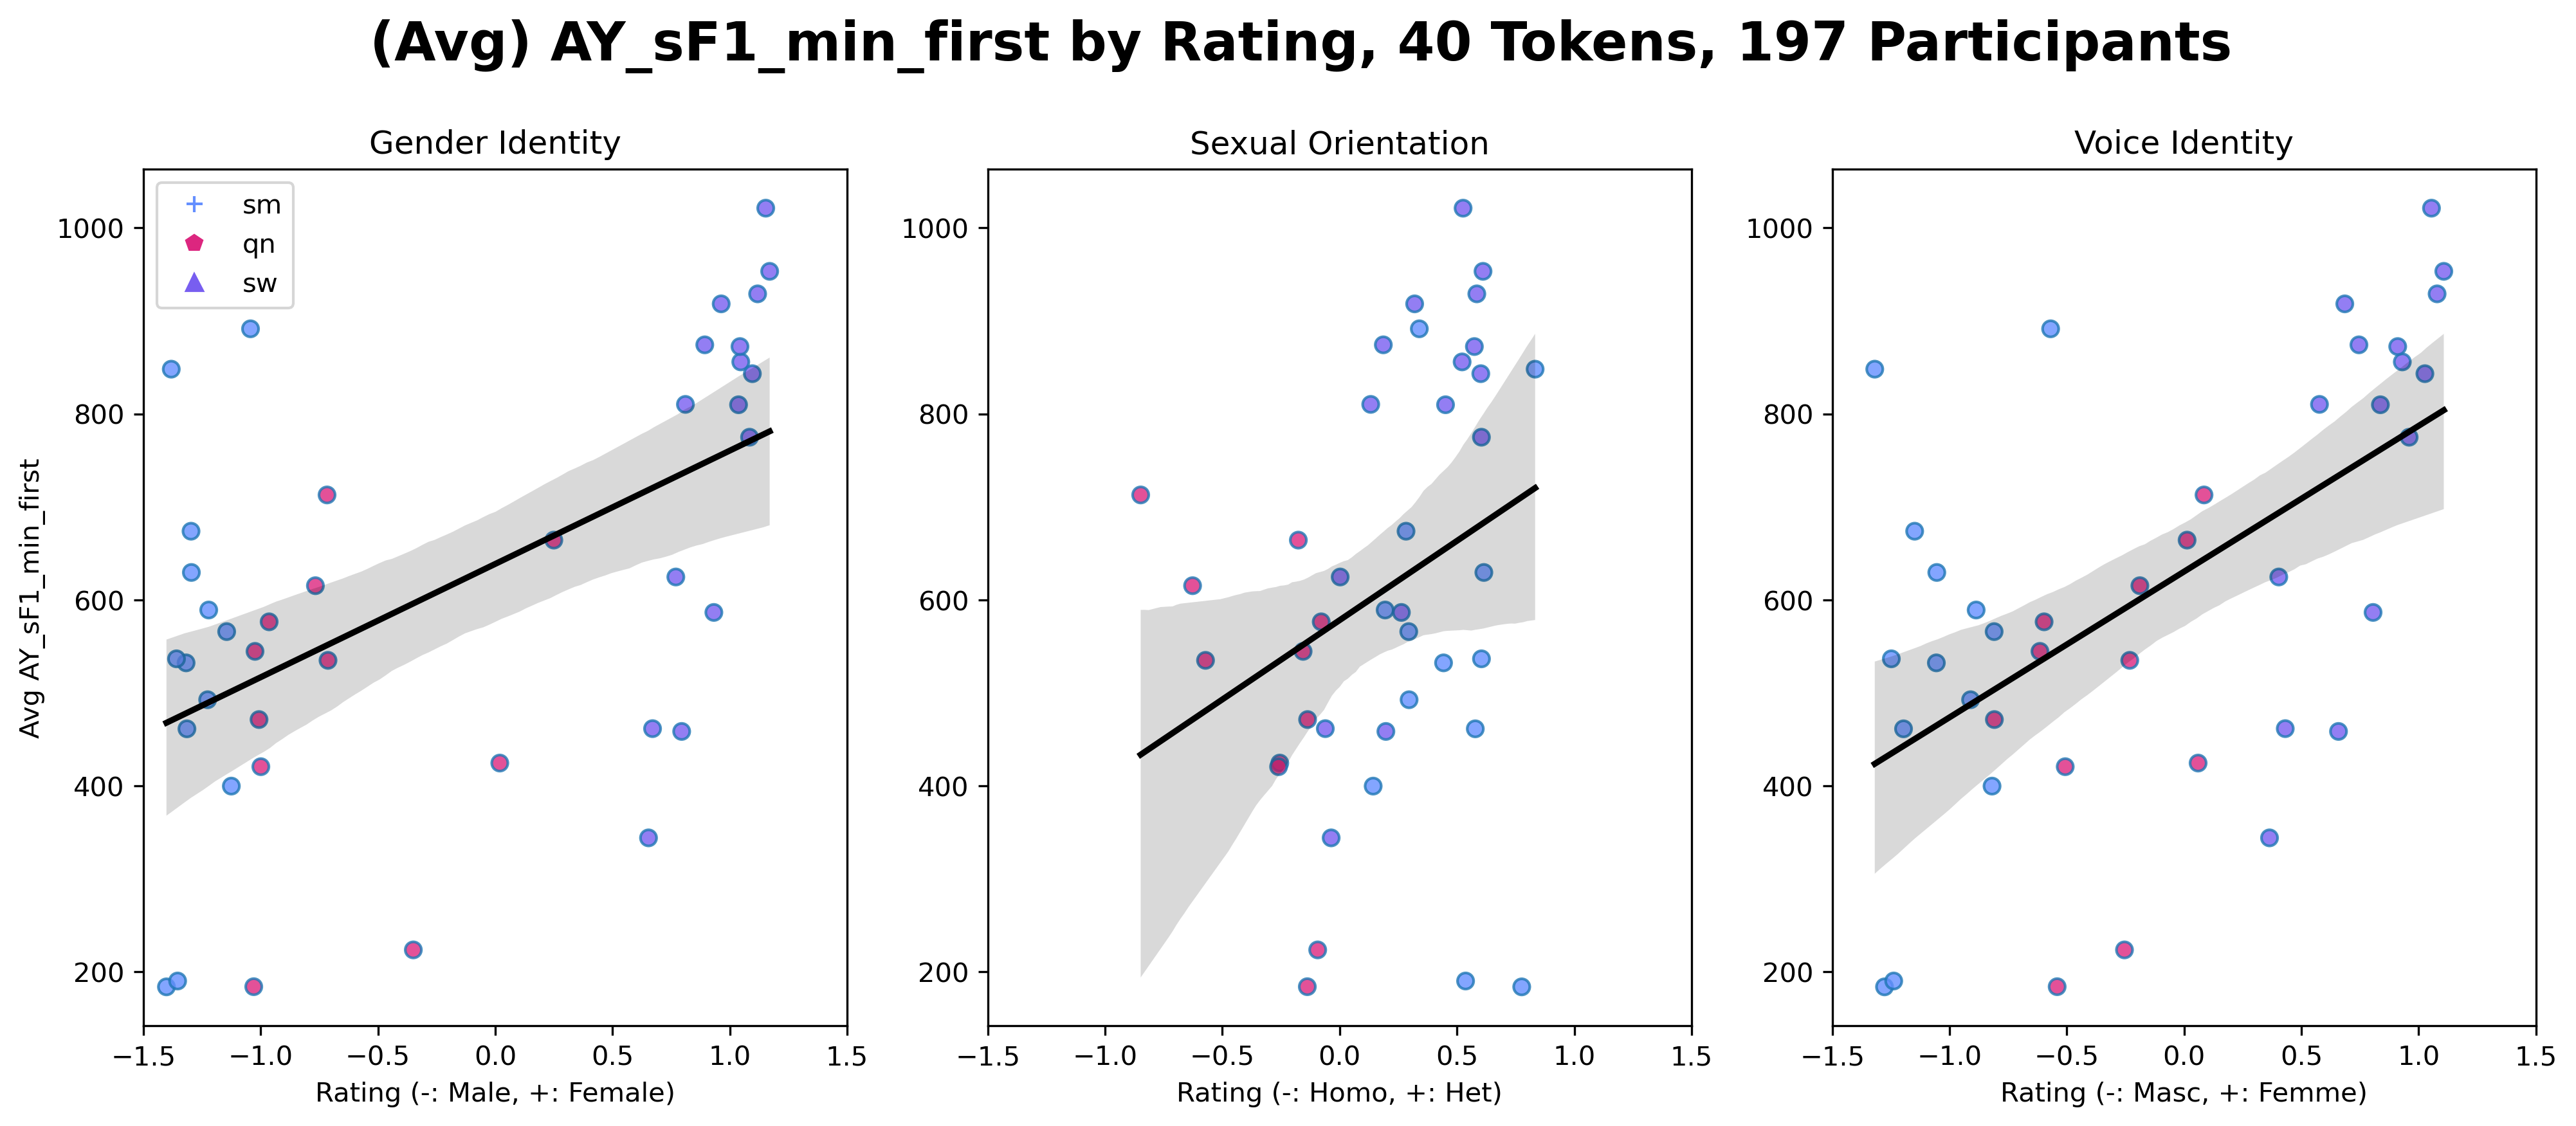 (Avg) AY_sF1_min_first by Rating, 40 Tokens, 197 Participants
Gender Identity
sm
qn
sw
Avg AY_sF1_min_first
1000
800
600
400
200
−1.5 −1.0 −0.5 0.0 0.5 1.0 1.5
Rating (-: Male, +: Female)
Sexual Orientation
1000
800
600
400
200
−1.5 −1.0 −0.5 0.0 0.5 1.0 1.5
Rating (-: Homo, +: Het)
Voice Identity
1000
800
600
400
200
−1.5 −1.0 −0.5 0.0 0.5 1.0 1.5
Rating (-: Masc, +: Femme)